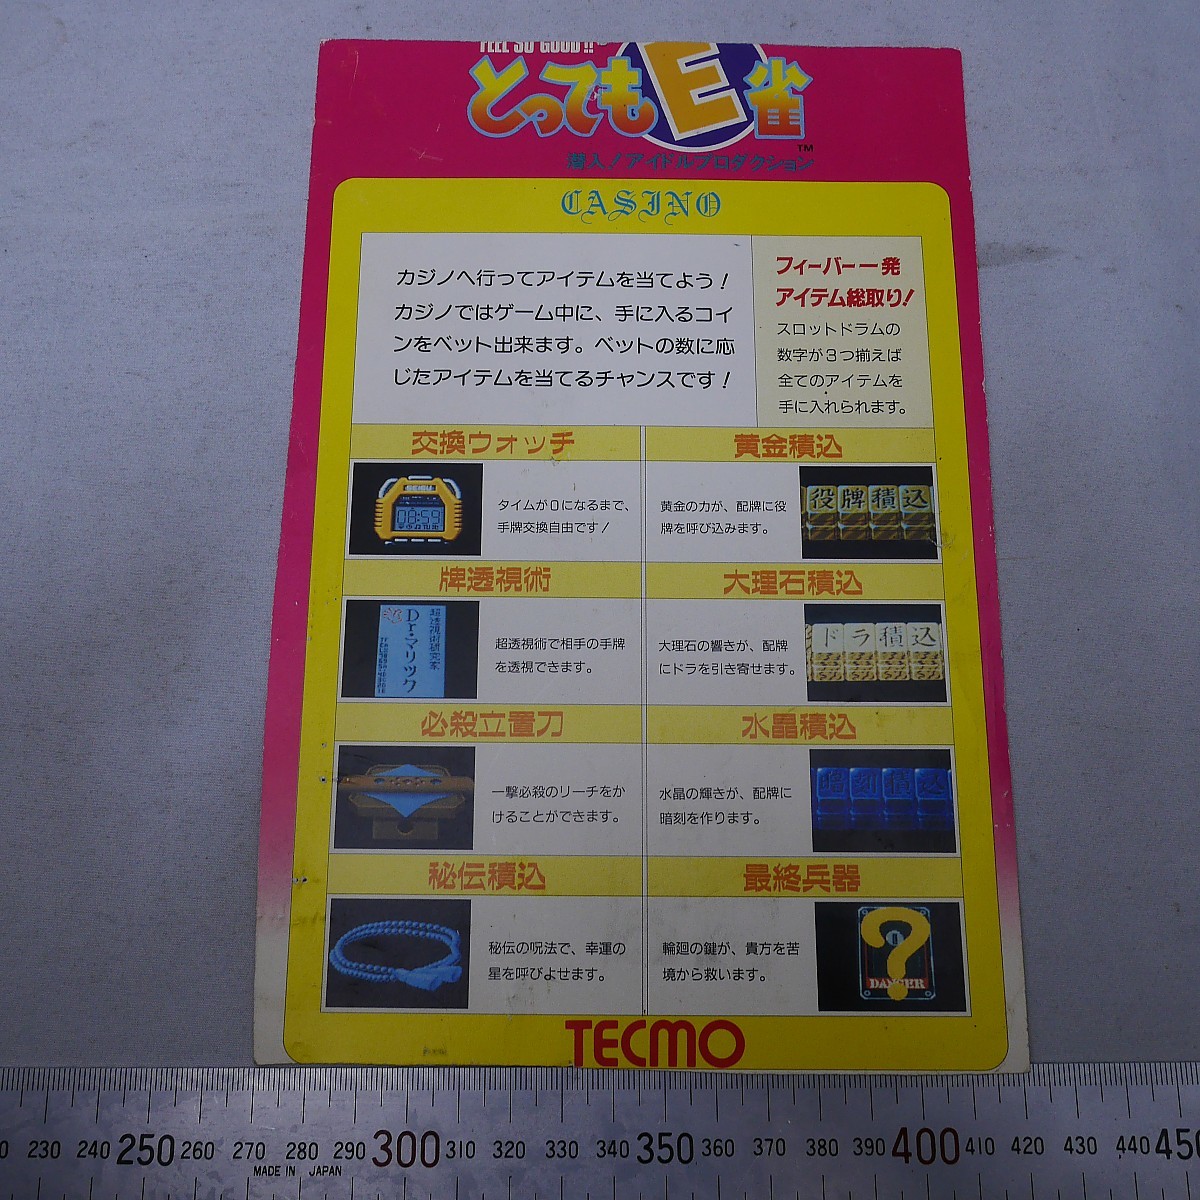 FEEL SO GOOD!!
とっても E 雀
TM
潜入!アイドルプロダクション
CASINO
カジノへ行ってアイテムを当てよう!
カジノではゲーム中に、手に入るコイ
ンをベット出来ます。ベットの数に応
じたアイテムを当てるチャンスです!
フィーバー一発
アイテム総取り!
スロットドラムの
数字が3つ揃えば
全てのアイテムを
手に入れられます。
交換ウォッチ
SEIBU
08:59
タイムが0になるまで、
手牌交換自由です!
黄金積込
黄金の力が、配牌に役
牌を呼び込みます。
役牌積込
牌透視術
超透視術研究家
Dr.マリック
超透視術で相手の手牌
を透視できます。
大理石積込
大理石の響きが、配牌
にドラを引き寄せます。
ドラ積込
必殺立置刀
一撃必殺のリーチをか
けることができます。
水晶積込
水晶の輝きが、配牌に
暗刻を作ります。
暗刻積込
秘伝積込
秘伝の呪法で、幸運の
星を呼びよせます。
最終兵器
輪廻の鍵が、貴方を苦
境から救います。
?
DANGER
TECMO
230 240 250 260 270 280 290 300 310 320 330 340 350 360 370 380 390 400 410 420 430 440 450
MADE IN JAPAN